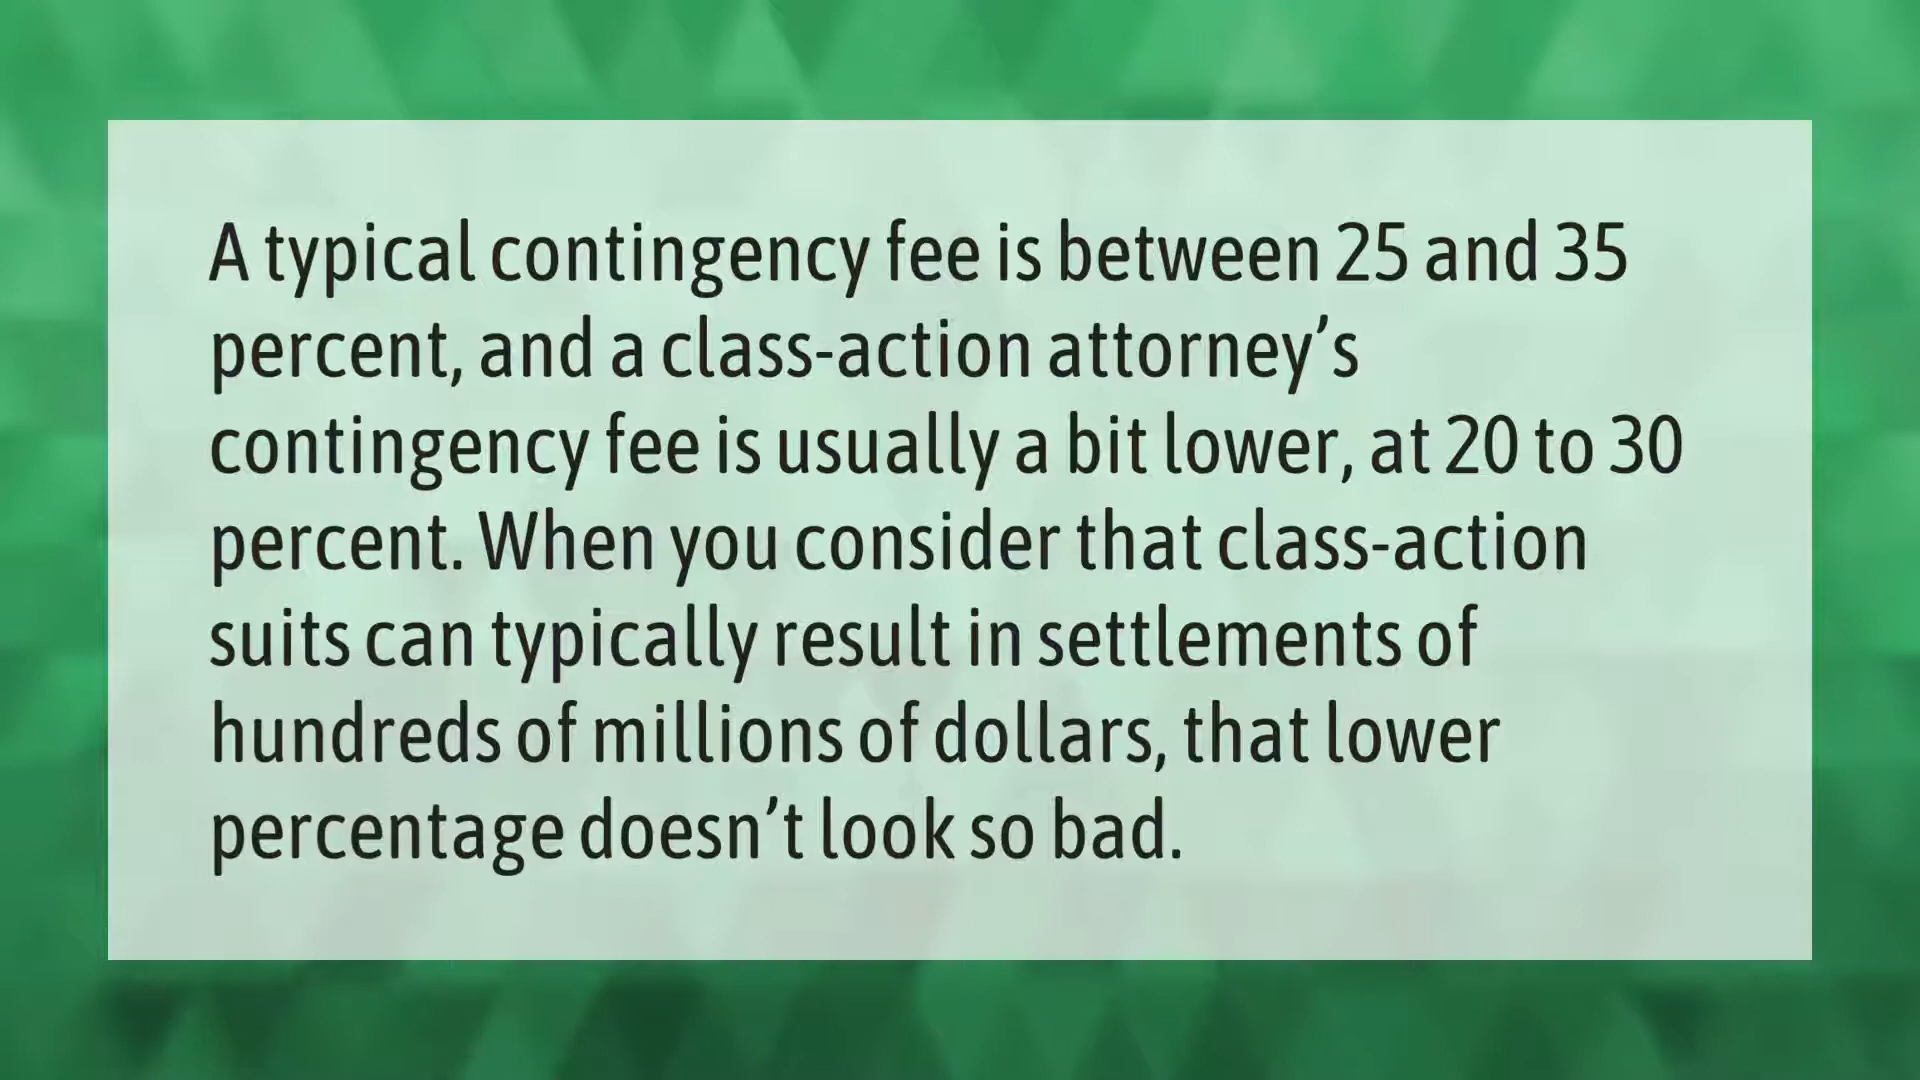 A typical contingency fee is between 25 and 35
percent, and a class-action attorney’s
contingency fee is usually a bit lower, at 20 to 30
percent. When you consider that class-action
suits can typically result in settlements of
hundreds of millions of dollars, that lower
percentage doesn’t look so bad.